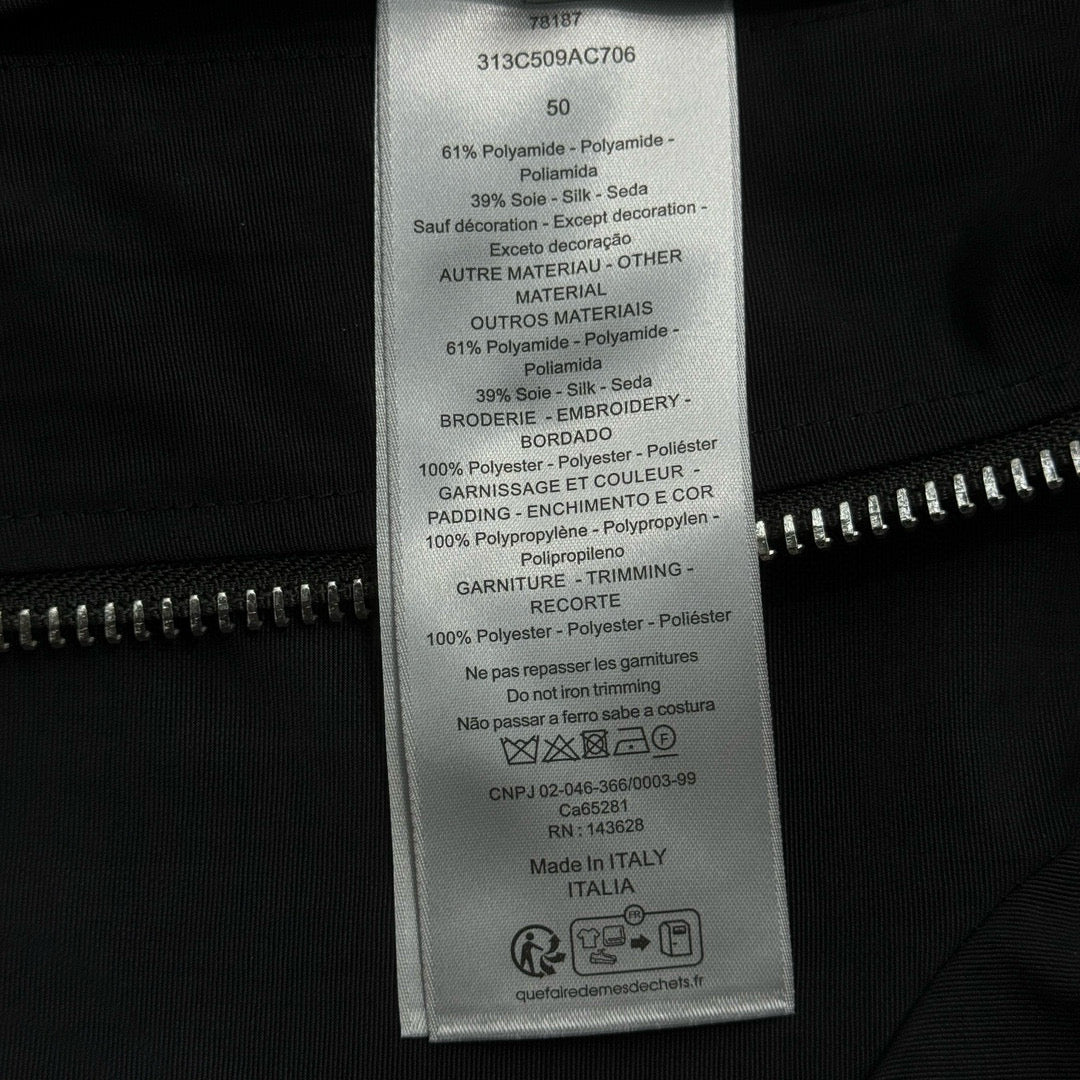 78187
313C509AC706
50
61% Polyamide - Polyamide -
Poliamida
39% Soie - Silk - Seda
Sauf décoration - Except decoration -
Exceto decoração
AUTRE MATERIAU - OTHER
MATERIAL
OUTROS MATERIAIS
61% Polyamide - Polyamide -
Poliamida
39% Soie - Silk - Seda
BRODERIE - EMBROIDERY -
BORDADO
100% Polyester - Polyester - Poliéster
GARNISSAGE ET COULEUR -
PADDING - ENCHIMENTO E COR
100% Polypropylène - Polypropylen -
Polipropileno
GARNITURE - TRIMMING -
RECORTE
100% Polyester - Polyester - Poliéster
Ne pas repasser les garnitures
Do not iron trimming
Não passar a ferro sabe a costura
F
CNPJ 02-046-366/0003-99
Ca65281
RN : 143628
Made In ITALY
ITALIA
FR
quefairedemesdechets.fr